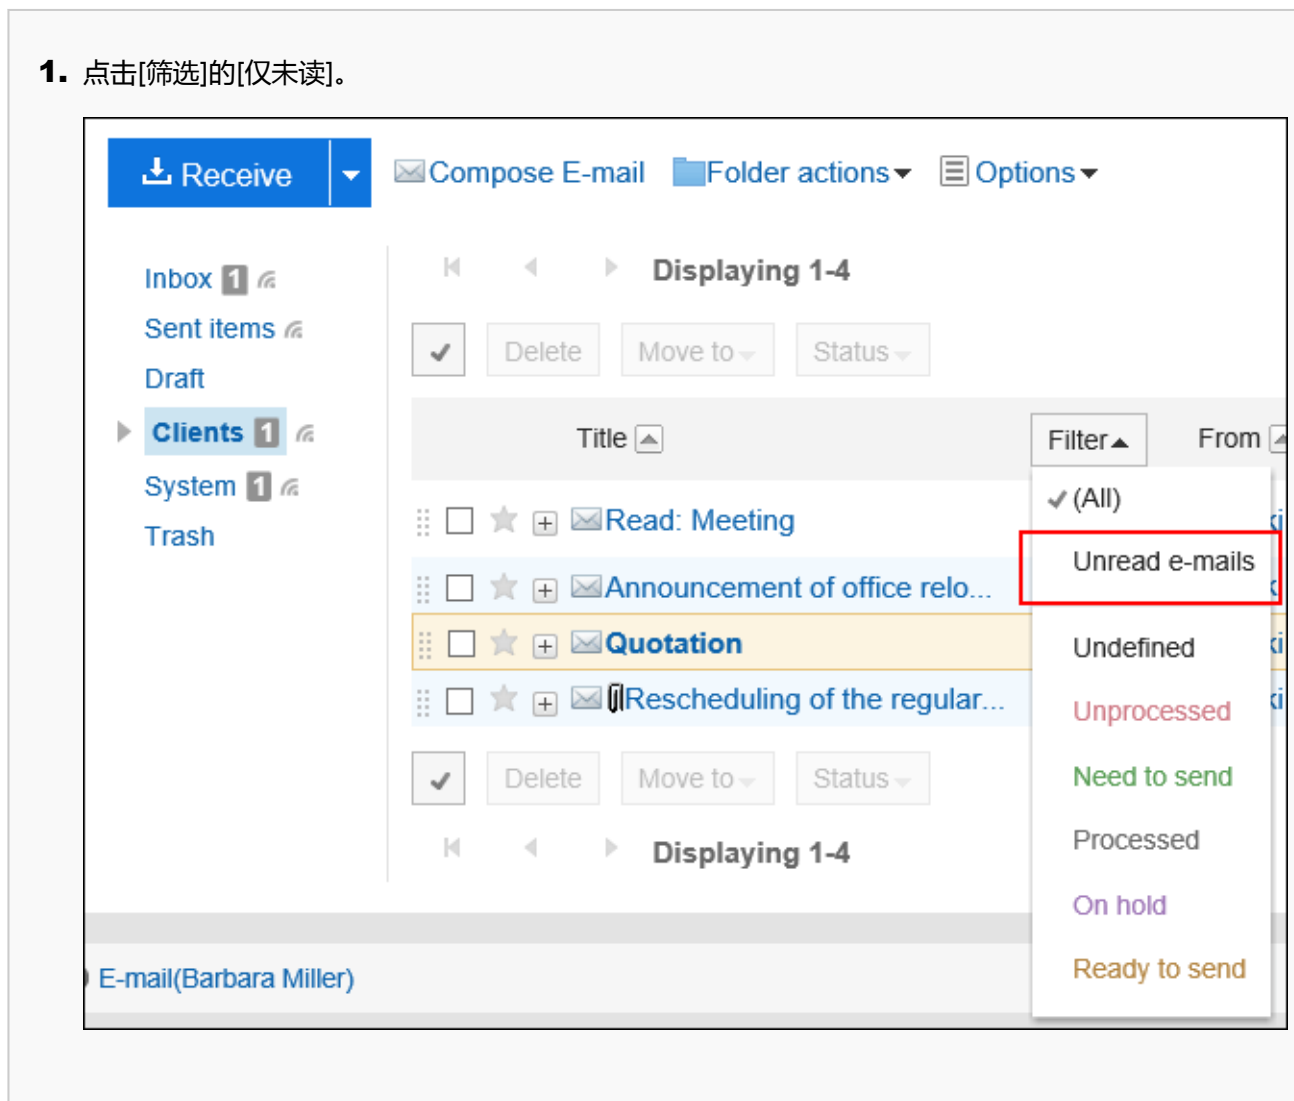 1. 点击[筛选]的[仅未读]。
Receive Compose E-mail Folder actions Options
Inbox 1
Sent items
Draft
Clients 1
System 1
Trash
Displaying 1-4
Delete Move to Status
Title Filter From
(All)
Unread e-mails
Undefined
Unprocessed
Need to send
Processed
On hold
Ready to send
Read: Meeting
Announcement of office relo...
Quotation
Rescheduling of the regular...
Delete Move to Status
Displaying 1-4
E-mail(Barbara Miller)